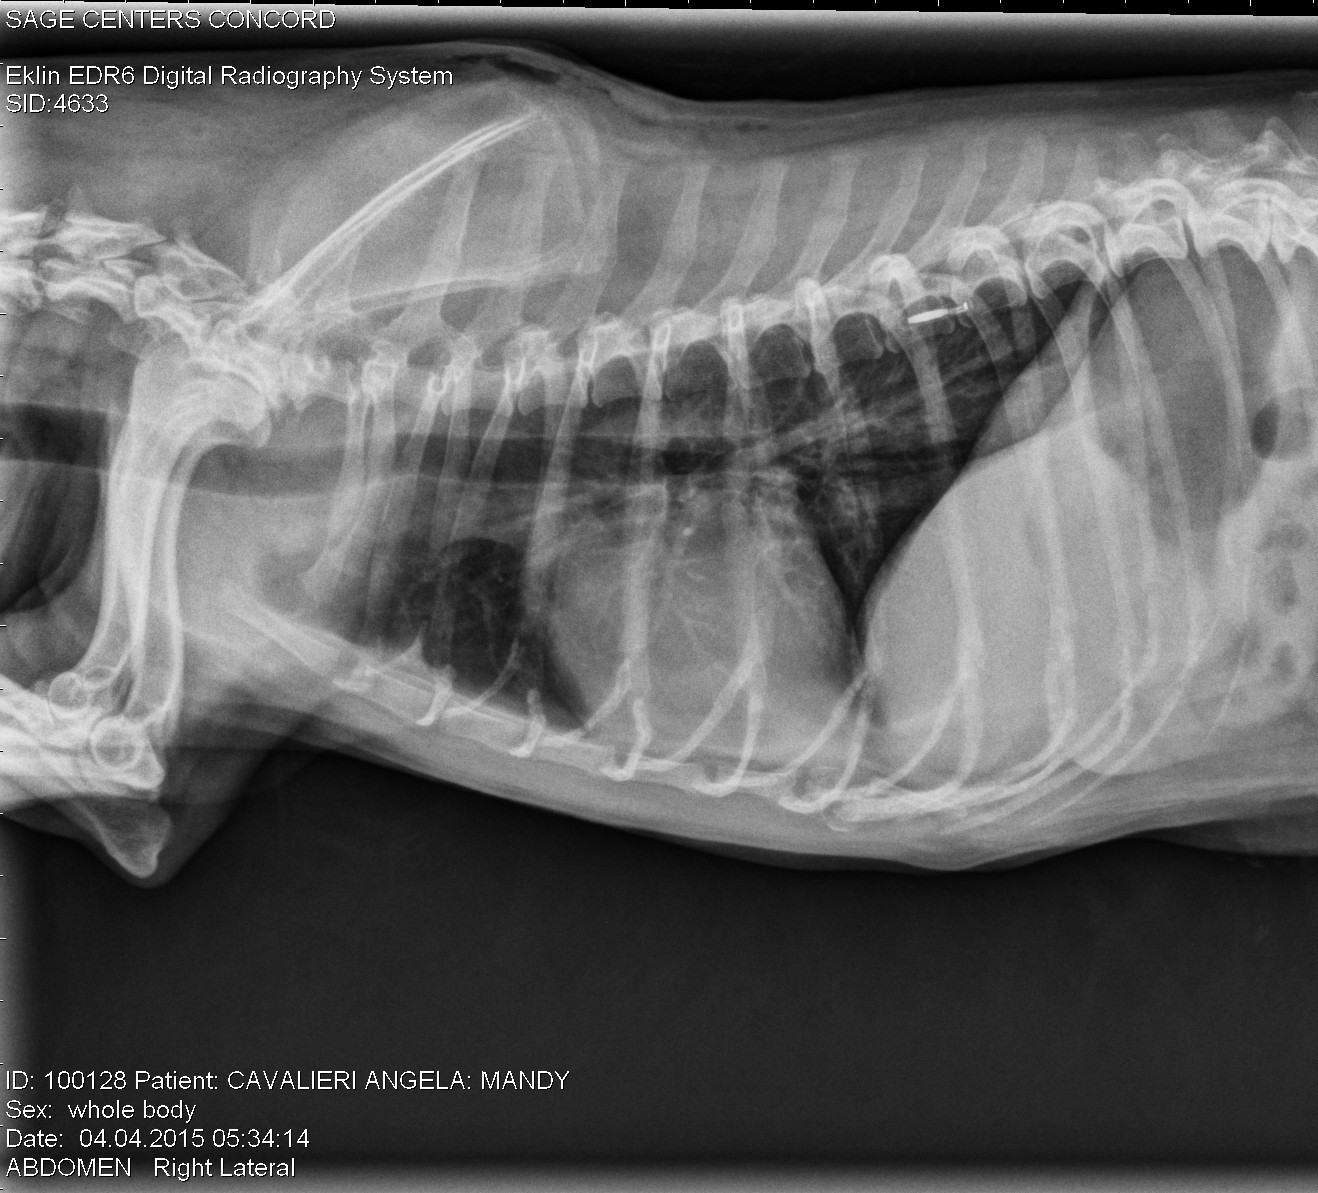 SAGE CENTERS CONCORD
Eklin EDR6 Digital Radiography System
SID:4633
ID: 100128 Patient: CAVALIERI ANGELA: MANDY
Sex: whole body
Date: 04.04.2015 05:34:14
ABDOMEN Right Lateral